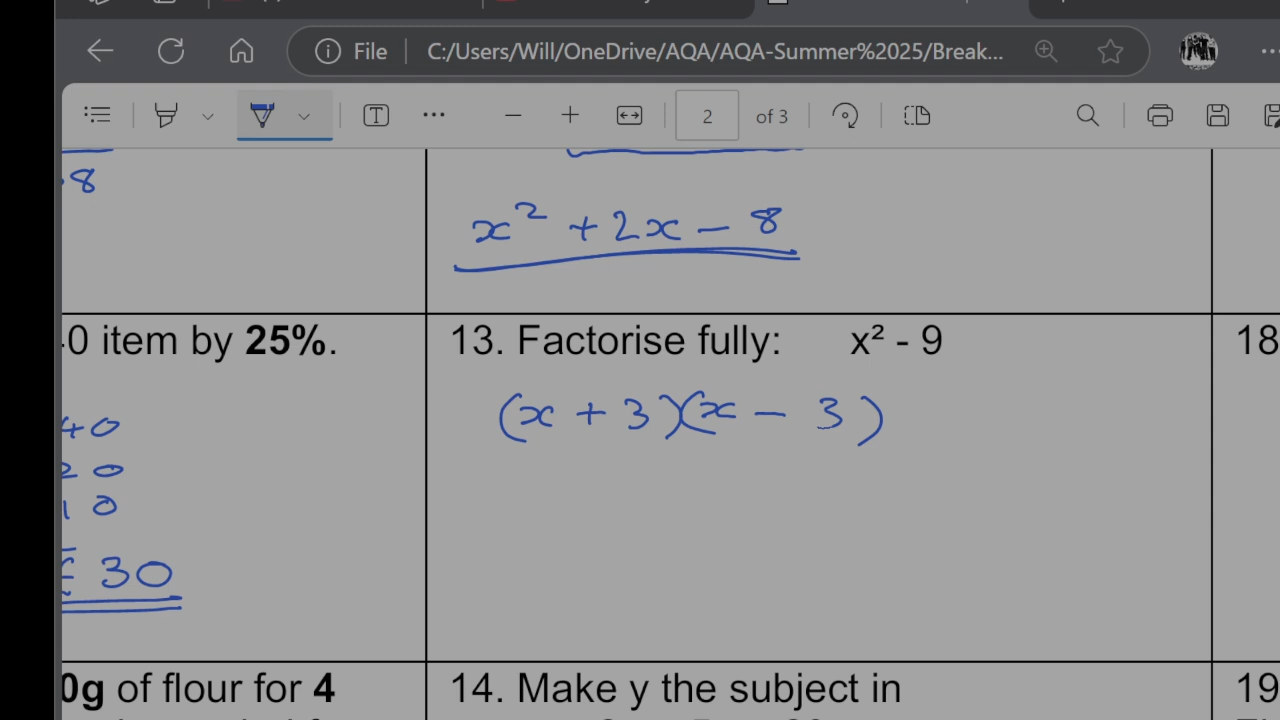 File C:/Users/Will/OneDrive/AQA/AQA-Summer%2025/Break...
2 of 3
8
x² + 2x - 8
0 item by 25%.
13. Factorise fully: x² - 9
18
(x + 3)(x - 3)
40
20
10
£ 30
0g of flour for 4
14. Make y the subject in
19